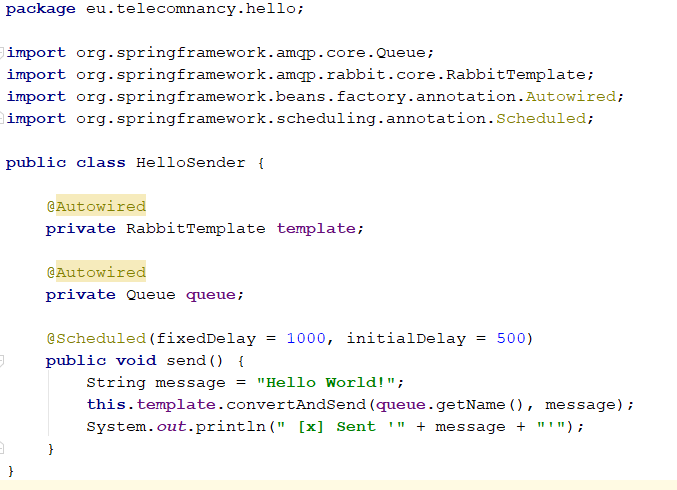 package eu.telecomnancy.hello;
import org.springframework.amqp.core.Queue;
import org.springframework.amqp.rabbit.core.RabbitTemplate;
import org.springframework.beans.factory.annotation.Autowired;
import org.springframework.scheduling.annotation.Scheduled;
public class HelloSender {
@Autowired
private RabbitTemplate template;
@Autowired
private Queue queue;
@Scheduled(fixedDelay = 1000, initialDelay = 500)
public void send() {
String message = "Hello World!";
this.template.convertAndSend(queue.getName(), message);
System.out.println(" [x] Sent '" + message + "'");
}
}